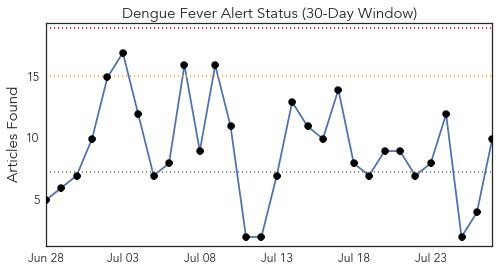 Dengue Fever Alert Status (30-Day Window)
Articles Found
15
10
5
Jun 28 Jul 03 Jul 08 Jul 13 Jul 18 Jul 23